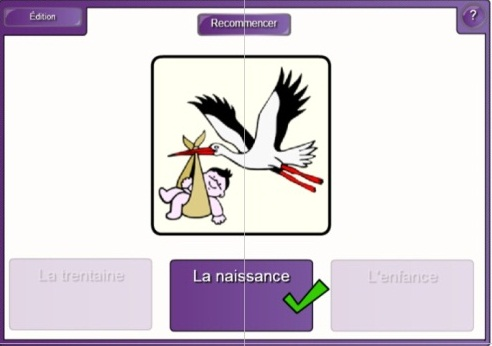 Édition
Recommencer
?
La trentaine
La naissance
L'enfance